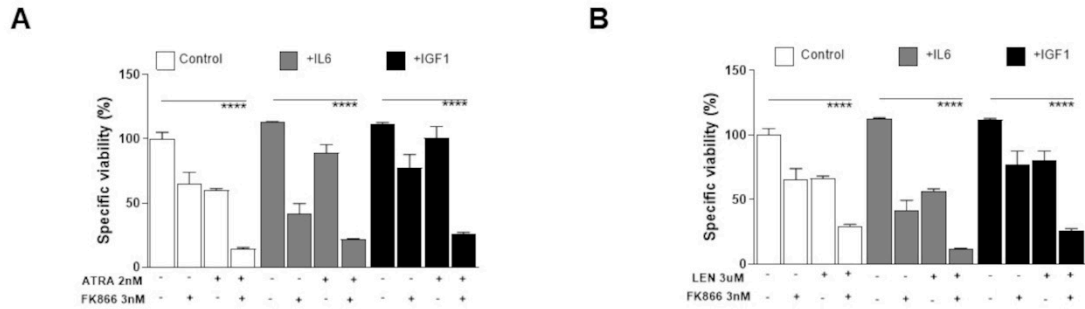 A
Control +IL6 +IGF1
Specific viability (%)
150
100
50
0
**** **** ****
ATRA 2nM - - + + - - + + - - + +
FK866 3nM - + - + - + - + - + - +
B
Control +IL6 +IGF1
Specific viability (%)
150
100
50
0
**** **** ****
LEN 3uM - - + + - - + + - - + +
FK866 3nM - + - + - + - + - + - +